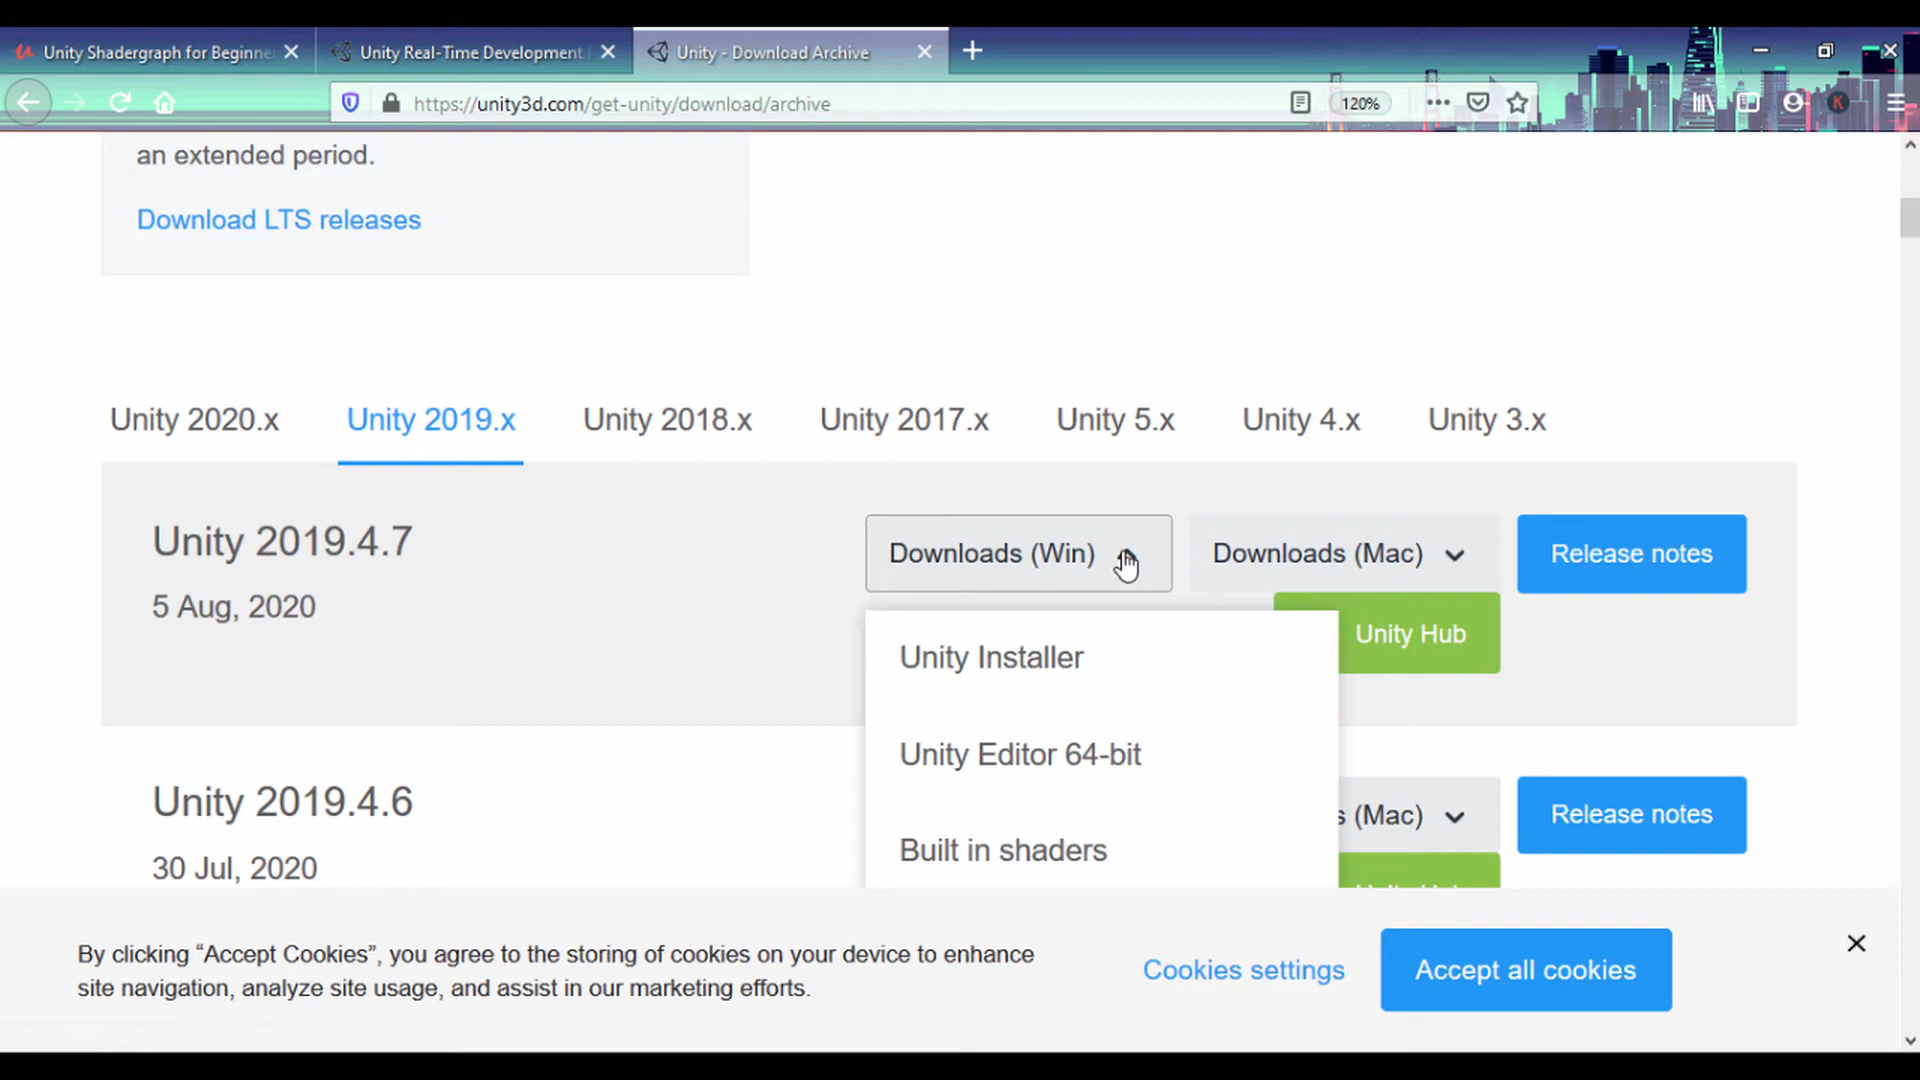 Unity Shadergraph for Beginne
Unity Real-Time Development
Unity - Download Archive
https://unity3d.com/get-unity/download/archive
120%
K
an extended period.
Download LTS releases
Unity 2020.x
Unity 2019.x
Unity 2018.x
Unity 2017.x
Unity 5.x
Unity 4.x
Unity 3.x
Unity 2019.4.7
5 Aug, 2020
Downloads (Win)
Downloads (Mac)
Release notes
Unity Hub
Unity Installer
Unity Editor 64-bit
Built in shaders
Unity 2019.4.6
30 Jul, 2020
s (Mac)
Release notes
By clicking “Accept Cookies”, you agree to the storing of cookies on your device to enhance
site navigation, analyze site usage, and assist in our marketing efforts.
Cookies settings
Accept all cookies